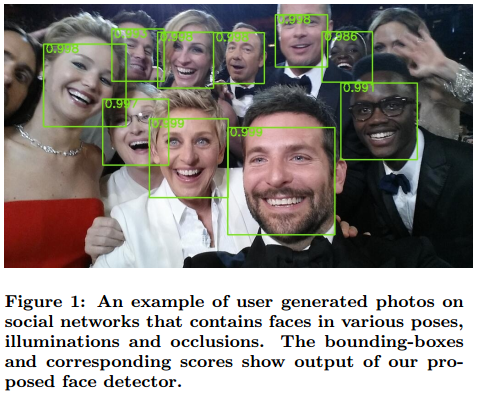 0.998
0.986
0.998
0.991
0.997
0.999
Figure 1: An example of user generated photos on
social networks that contains faces in various poses,
illuminations and occlusions. The bounding-boxes
and corresponding scores show output of our pro-
posed face detector.